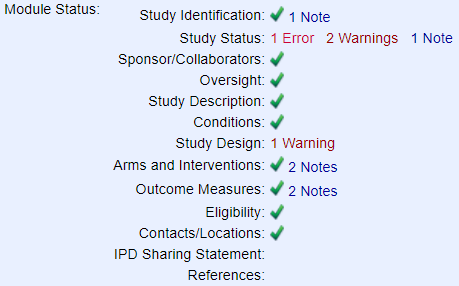 Module Status: Study Identification: 1 Note
Study Status: 1 Error 2 Warnings 1 Note
Sponsor/Collaborators:
Oversight:
Study Description:
Conditions:
Study Design: 1 Warning
Arms and Interventions: 2 Notes
Outcome Measures: 2 Notes
Eligibility:
Contacts/Locations:
IPD Sharing Statement:
References: